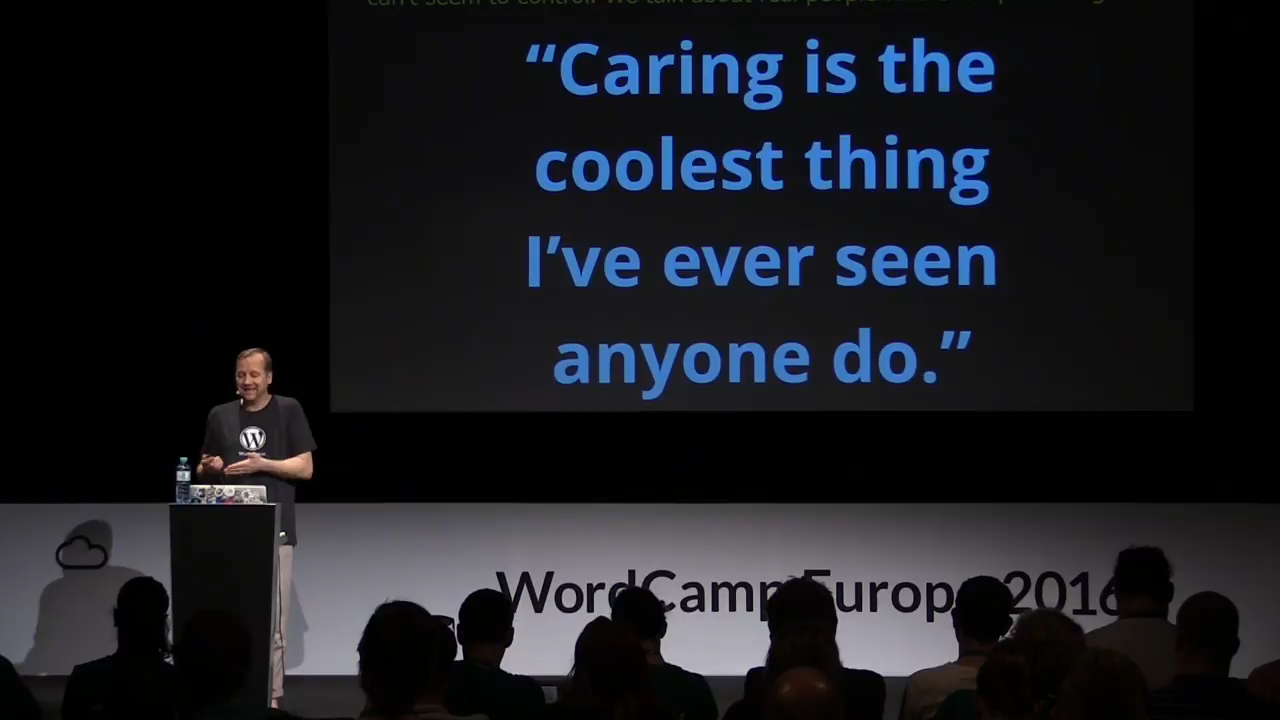 “Caring is the
coolest thing
I’ve ever seen
anyone do.”
W
WordCamp Europe 2016